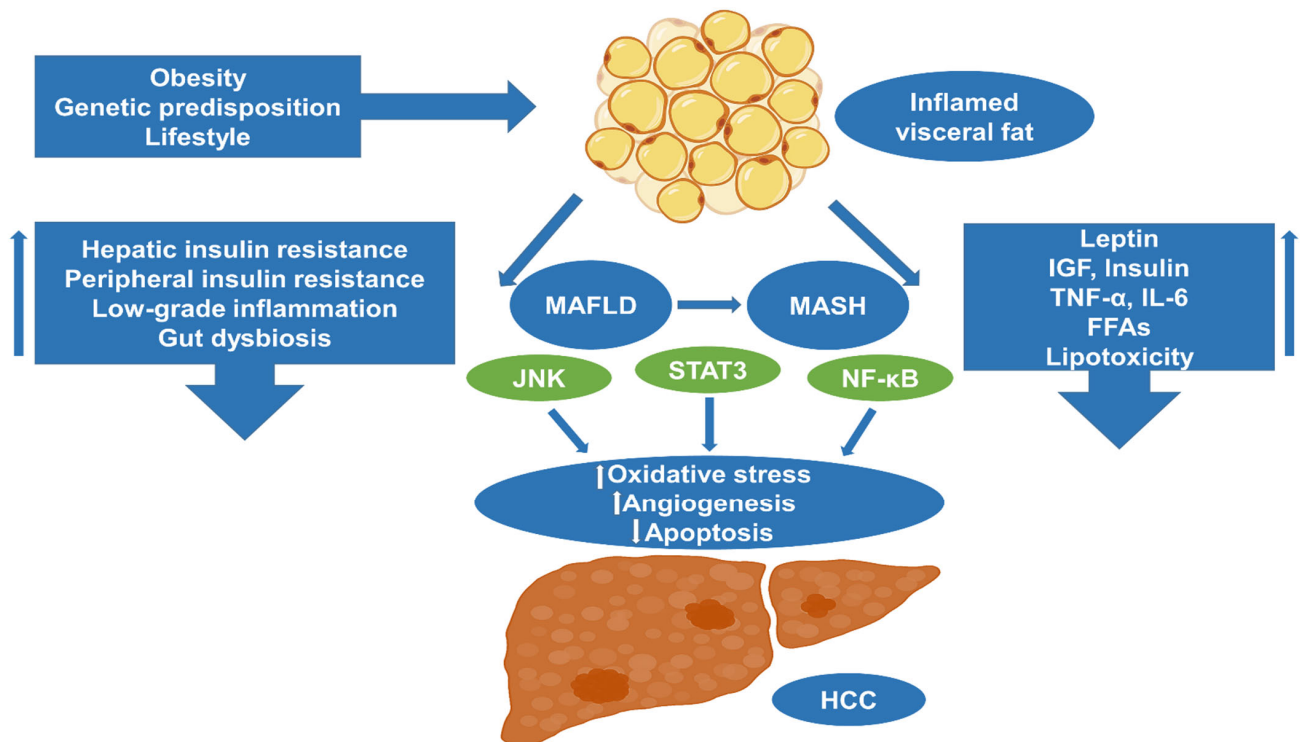 Obesity
Genetic predisposition
Lifestyle
Inflamed
visceral fat
Hepatic insulin resistance
Peripheral insulin resistance
Low-grade inflammation
Gut dysbiosis
MAFLD
MASH
Leptin
IGF, Insulin
TNF-α, IL-6
FFAs
Lipotoxicity
JNK
STAT3
NF-κB
↑Oxidative stress
↑Angiogenesis
↓Apoptosis
HCC